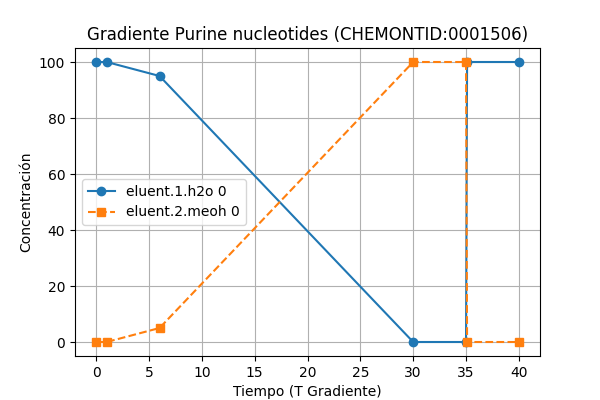 Gradiente Purine nucleotides (CHEMONTID:0001506)
100
80
60
40
20
0
Concentración
eluent.1.h2o 0
eluent.2.meoh 0
0 5 10 15 20 25 30 35 40
Tiempo (T Gradiente)